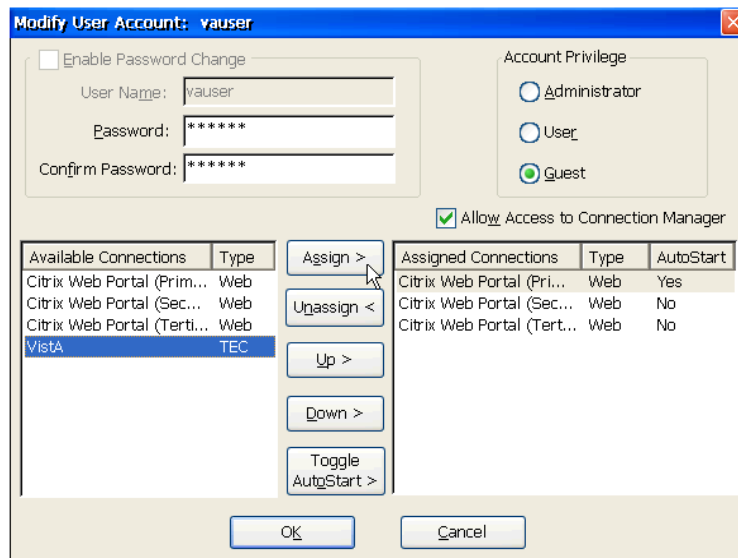 Modify User Account: vauser
Enable Password Change
User Name: vauser
Password: ******
Confirm Password: ******
Account Privilege
Administrator
User
Guest
Allow Access to Connection Manager
Available Connections Type
Citrix Web Portal (Prim... Web
Citrix Web Portal (Sec... Web
Citrix Web Portal (Terti... Web
VistA TEC
Assign >
Unassign <
Up >
Down >
Toggle
AutoStart >
Assigned Connections Type AutoStart
Citrix Web Portal (Pri... Web Yes
Citrix Web Portal (Sec... Web No
Citrix Web Portal (Tert... Web No
OK
Cancel